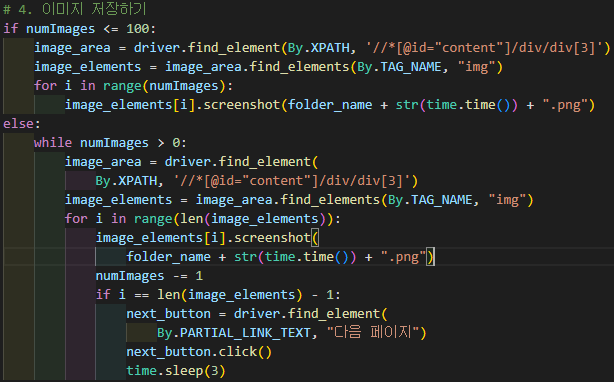 # 4. 이미지 저장하기
if numImages <= 100:
    image_area = driver.find_element(By.XPATH, '//*[@id="content"]/div/div[3]')
    image_elements = image_area.find_elements(By.TAG_NAME, "img")
    for i in range(numImages):
        image_elements[i].screenshot(folder_name + str(time.time()) + ".png")
else:
    while numImages > 0:
        image_area = driver.find_element(
            By.XPATH, '//*[@id="content"]/div/div[3]')
        image_elements = image_area.find_elements(By.TAG_NAME, "img")
        for i in range(len(image_elements)):
            image_elements[i].screenshot(
                folder_name + str(time.time()) + ".png")
            numImages -= 1
            if i == len(image_elements) - 1:
                next_button = driver.find_element(
                    By.PARTIAL_LINK_TEXT, "다음 페이지")
                next_button.click()
                time.sleep(3)